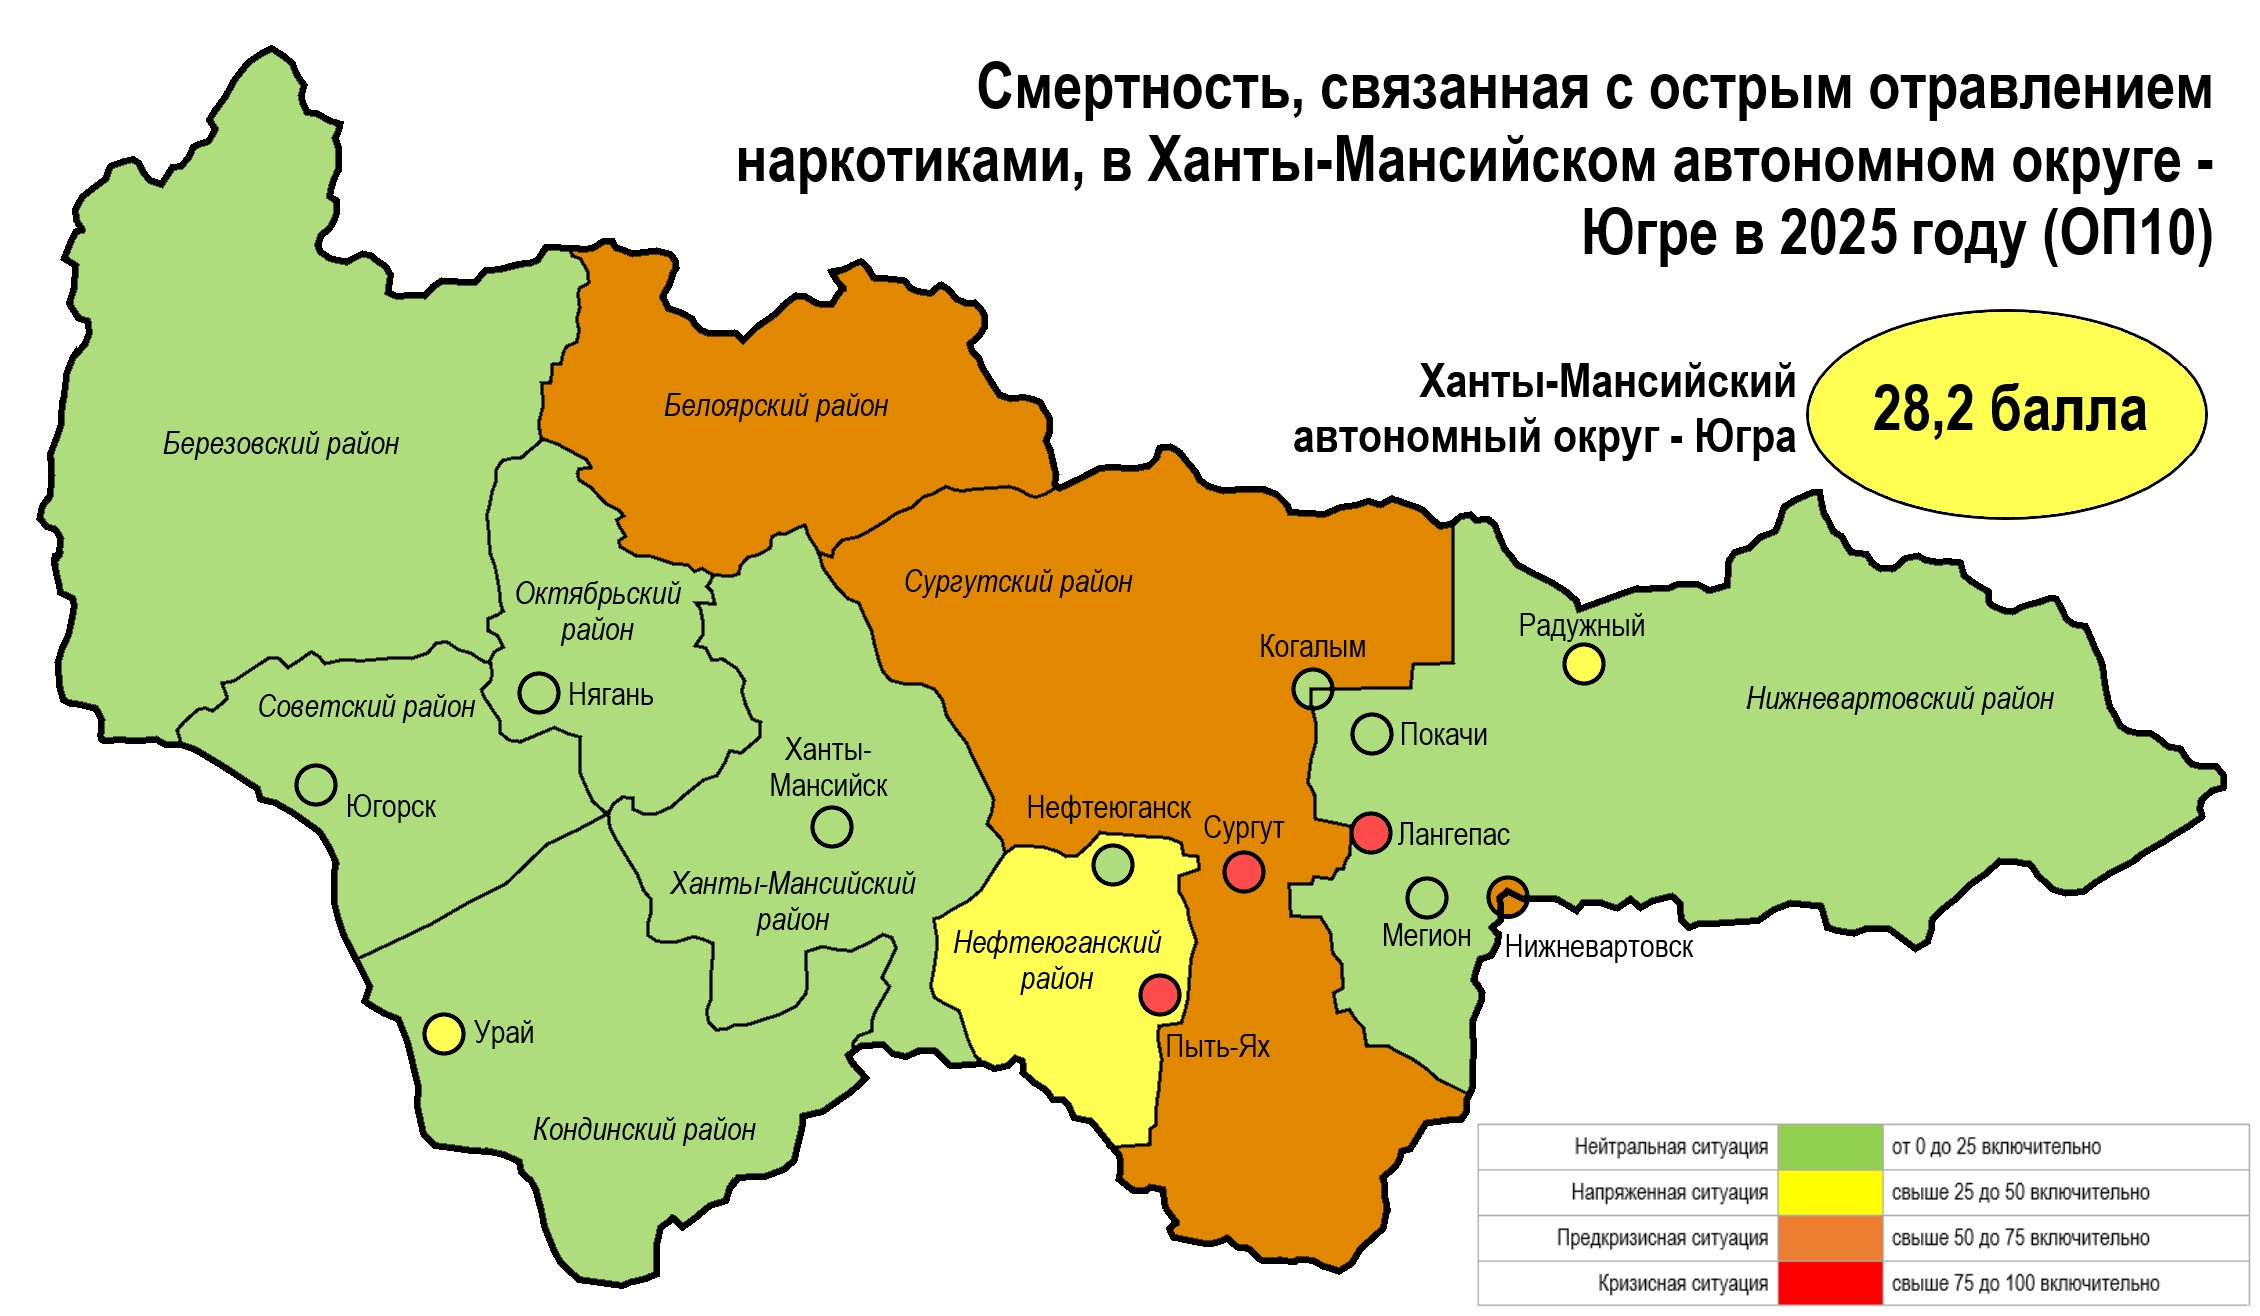 Смертность, связанная с острым отравлением
наркотиками, в Ханты-Мансийском автономном округе -
Югре в 2025 году (ОП10)
Ханты-Мансийский
автономный округ - Югра
28,2 балла
Березовский район
Белоярский район
Октябрьский
район
Сургутский район
Когалым
Радужный
Нижневартовский район
Советский район
Нягань
Покачи
Ханты-
Мансийск
Югорск
Нефтеюганск
Сургут
Лангепас
Ханты-Мансийский
район
Мегион
Нижневартовск
Нефтеюганский
район
Урай
Пыть-Ях
Кондинский район
Нейтральная ситуация от 0 до 25 включительно
Напряженная ситуация свыше 25 до 50 включительно
Предкризисная ситуация свыше 50 до 75 включительно
Кризисная ситуация свыше 75 до 100 включительно